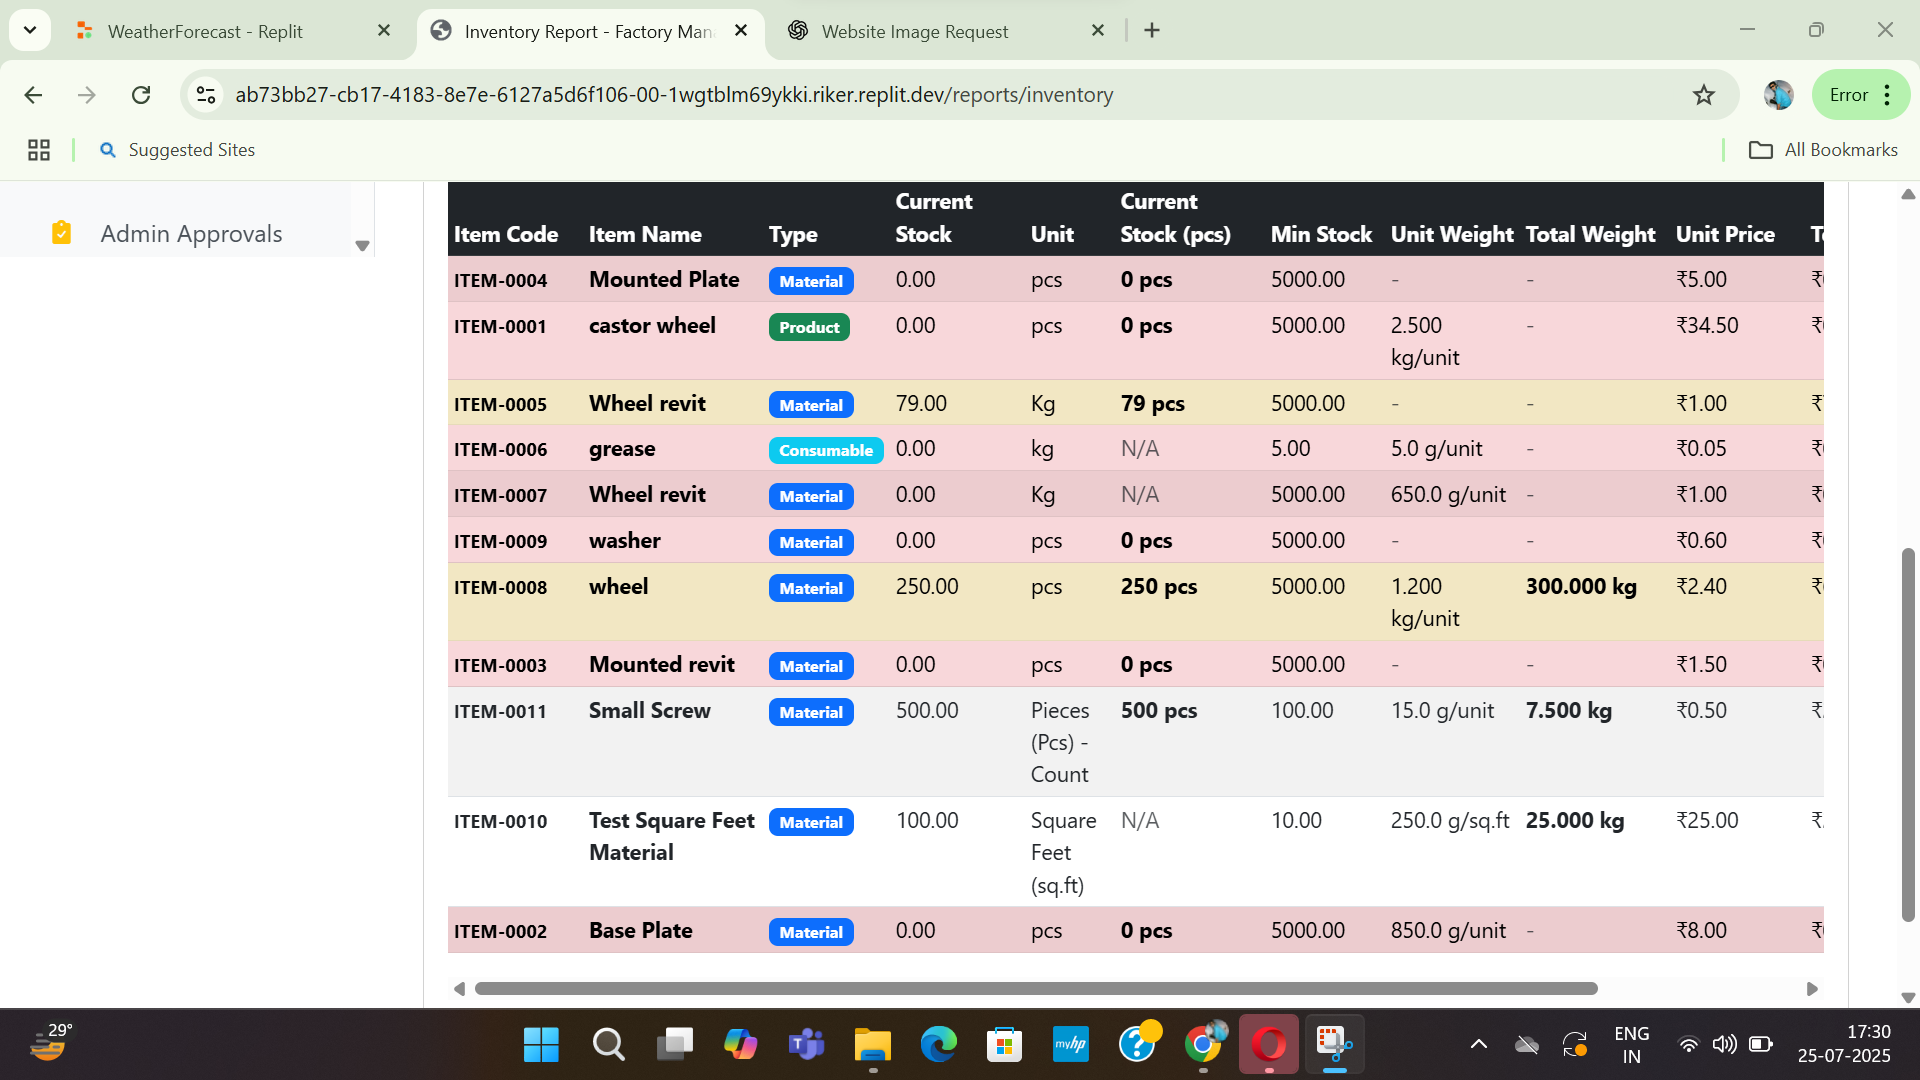 WeatherForecast - Replit
Inventory Report - Factory Man
Website Image Request
ab73bb27-cb17-4183-8e7e-6127a5d6f106-00-1wgtblm69ykki.riker.replit.dev/reports/inventory
Error
Suggested Sites
All Bookmarks
Admin Approvals
Item Code Item Name Type Current Stock Unit Current Stock (pcs) Min Stock Unit Weight Total Weight Unit Price
ITEM-0004 Mounted Plate Material 0.00 pcs 0 pcs 5000.00 - - ₹5.00 ₹
ITEM-0001 castor wheel Product 0.00 pcs 0 pcs 5000.00 2.500 - ₹34.50 ₹
kg/unit
ITEM-0005 Wheel revit Material 79.00 Kg 79 pcs 5000.00 - - ₹1.00 ₹
ITEM-0006 grease Consumable 0.00 kg N/A 5.00 5.0 g/unit - ₹0.05 ₹
ITEM-0007 Wheel revit Material 0.00 Kg N/A 5000.00 650.0 g/unit - ₹1.00 ₹
ITEM-0009 washer Material 0.00 pcs 0 pcs 5000.00 - - ₹0.60 ₹
ITEM-0008 wheel Material 250.00 pcs 250 pcs 5000.00 1.200 300.000 kg ₹2.40 ₹
kg/unit
ITEM-0003 Mounted revit Material 0.00 pcs 0 pcs 5000.00 - - ₹1.50 ₹
ITEM-0011 Small Screw Material 500.00 Pieces 500 pcs 100.00 15.0 g/unit 7.500 kg ₹0.50 ₹
(Pcs) -
Count
ITEM-0010 Test Square Feet Material 100.00 Square N/A 10.00 250.0 g/sq.ft 25.000 kg ₹25.00 ₹
Material Feet
(sq.ft)
ITEM-0002 Base Plate Material 0.00 pcs 0 pcs 5000.00 850.0 g/unit - ₹8.00 ₹
29°
myhp
ENG
IN
17:30
25-07-2025